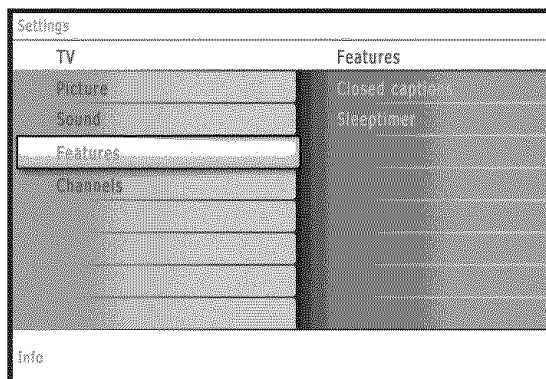 Settings
TV Features
Picture Closed captions
Sound Sleeptimer
Features
Channels
Info